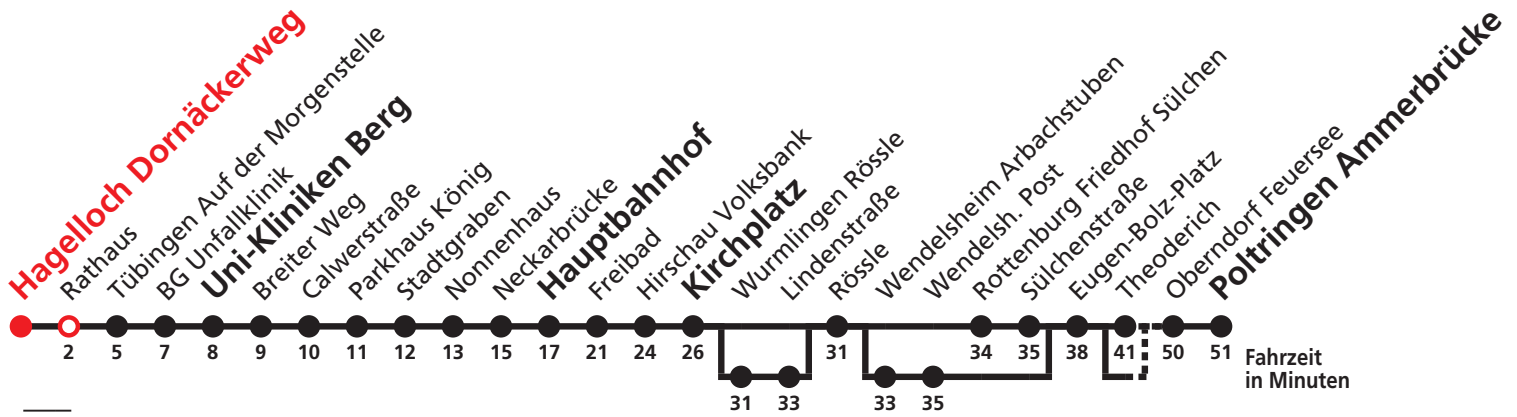 Hagelloch Dornäckerweg
Rathaus
Tübingen Auf der Morgenstelle
BG Unfallklinik
Uni-Kliniken Berg
Breiter Weg
Calwerstraße
Parkhaus König
Stadtgraben
Nonnenhaus
Neckarbrücke
Hauptbahnhof
Freibad
Hirschau Volksbank
Kirchplatz
Wurmlingen Rössle
Lindenstraße
Rössle
Wendelsheim Arbachstuben
Wendelsh. Post
Rottenburg Friedhof Sülchen
Sülchenstraße
Eugen-Bolz-Platz
Theoderich
Oberndorf Feuersee
Poltringen Ammerbrücke
2 5 7 8 9 10 11 12 13 15 17 21 24 26 31 34 35 38 41 50 51
31 33 33 35
Fahrzeit
in Minuten